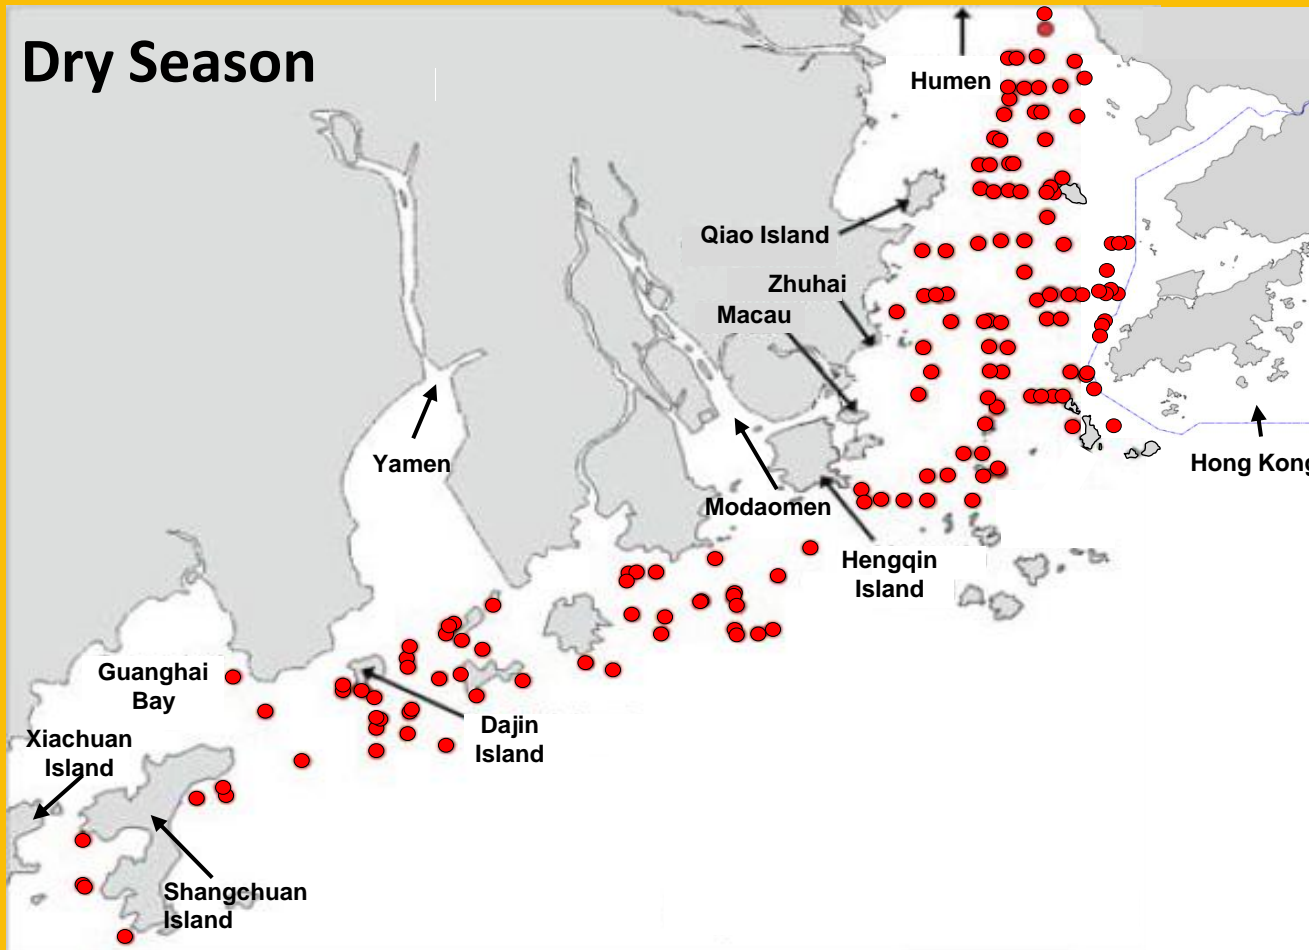 Dry Season
Humen
Qiao Island
Zhuhai
Macau
Yamen
Hong Kong
Modaomen
Hengqin
Island
Guanghai
Bay
Xiachuan
Island
Dajin
Island
Shangchuan
Island